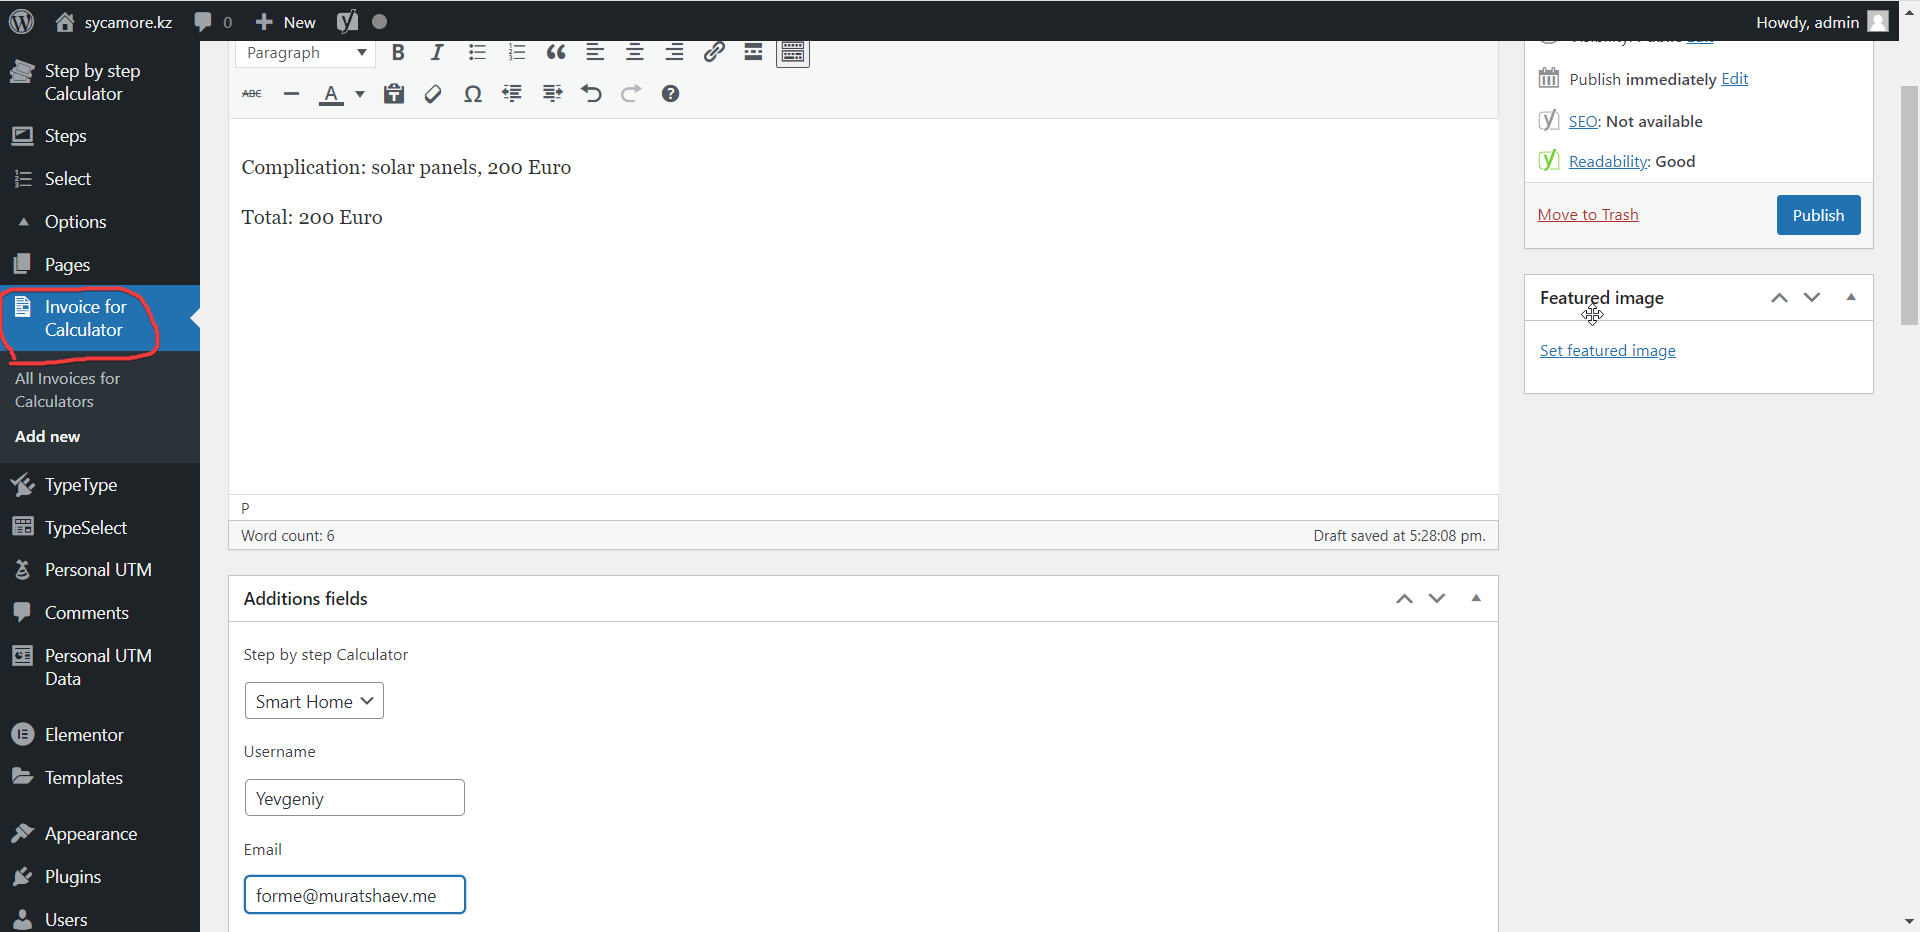 sycamore.kz 0 New Howdy, admin
Step by step
Calculator
Steps
Select
Options
Pages
Invoice for
Calculator
All Invoices for
Calculators
Add new
TypeType
TypeSelect
Personal UTM
Comments
Personal UTM
Data
Elementor
Templates
Appearance
Plugins
Users
Paragraph
ABC
Complication: solar panels, 200 Euro
Total: 200 Euro
P
Word count: 6 Draft saved at 5:28:08 pm.
Additions fields
Step by step Calculator
Smart Home
Username
Yevgeniy
Email
forme@muratshaev.me
Publish immediately Edit
SEO: Not available
Readability: Good
Move to Trash Publish
Featured image
Set featured image